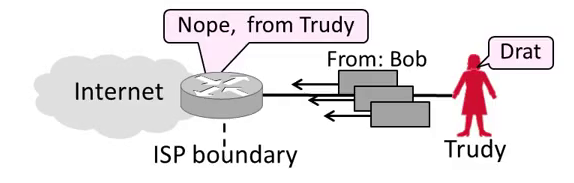 Nope, from Trudy
Drat
From: Bob
Internet
ISP boundary
Trudy